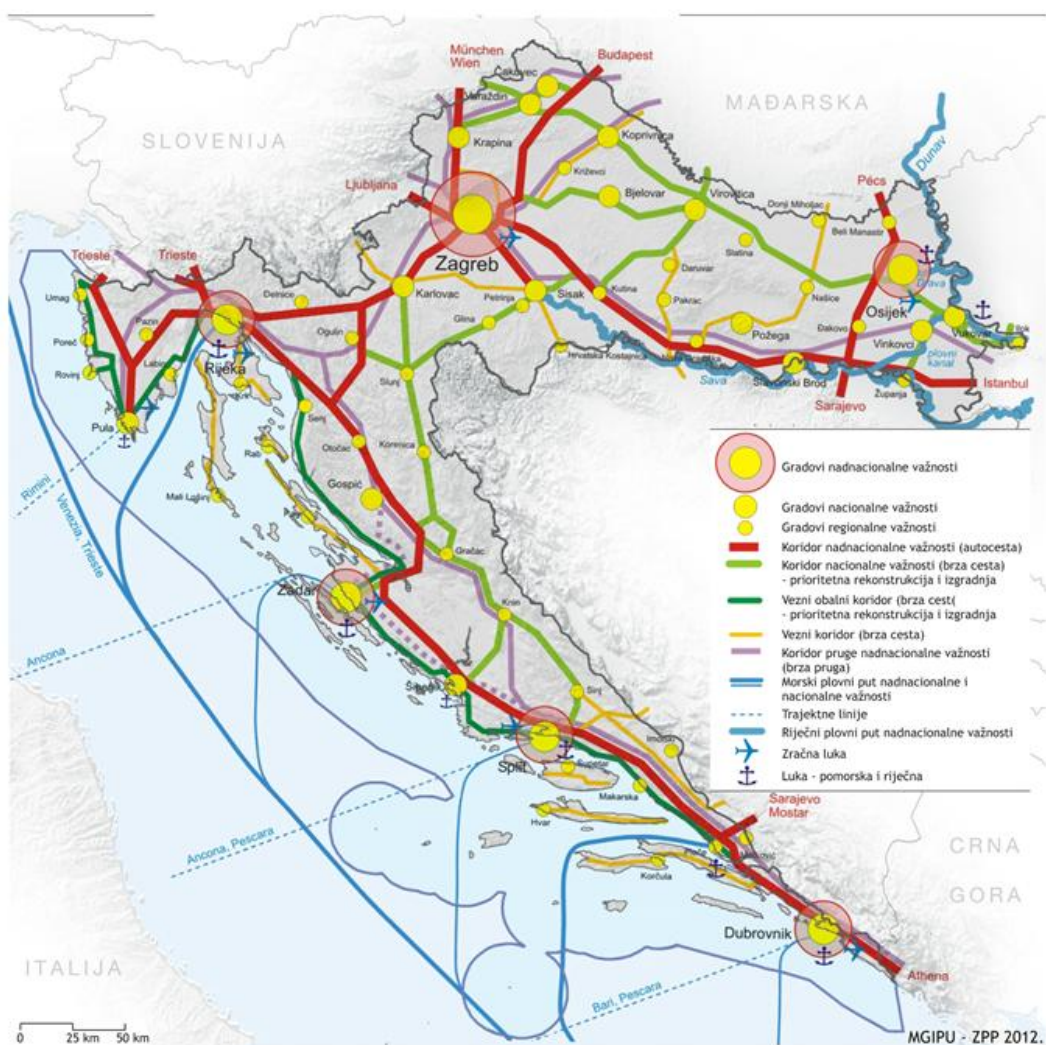 München
Wien
Budapest
Čakovec
Varaždin
MAĐARSKA
SLOVENIJA
Krapina
Koprivnica
Dunav
Križevci
Ljubljana
Bjelovar
Virovitica
Pécs
Donji Miholjac
Beli Manastir
Zagreb
Slatina
Trieste
Trieste
Daruvar
Drava
Umag
Delnice
Karlovac
Petrinja
Sisak
Kutina
Pakrac
Našice
Osijek
Pazin
Ogulin
Glina
Požega
Đakovo
Vukovar
Ilok
Poreč
Labin
Rijeka
Vinkovci
plovni
kanal
Rovinj
Krk
Slunj
Hrvatska Kostajnica
Sava
Slavonski Brod
Županja
Istanbul
Pula
Senj
Sarajevo
Otočac
Korenica
Rab
Gospić
Rimini
Mali Lošinj
Venezia, Trieste
Pag
Gračac
Zadar
Knin
Ancona
Šibenik
Sinj
Split
Supetar
Imotski
Makarska
Hvar
Sarajevo
Mostar
Ancona, Pescara
Ploče
Metković
Korčula
CRNA
GORA
Dubrovnik
Athena
ITALIJA
Bari, Pescara
Gradovi nadnacionalne važnosti
Gradovi nacionalne važnosti
Gradovi regionalne važnosti
Koridor nadnacionalne važnosti (autocesta)
Koridor nacionalne važnosti (brza cesta)
- prioritetna rekonstrukcija i izgradnja
Vezni obalni koridor (brza cest(
- prioritetna rekonstrukcija i izgradnja
Vezni koridor (brza cesta)
Koridor pruge nadnacionalne važnosti
(brza pruga)
Morski plovni put nadnacionalne i
nacionalne važnosti
Trajektne linije
Riječni plovni put nadnacionalne važnosti
Zračna luka
Luka - pomorska i riječna
0 25 km 50 km
MGIPU - ZPP 2012.